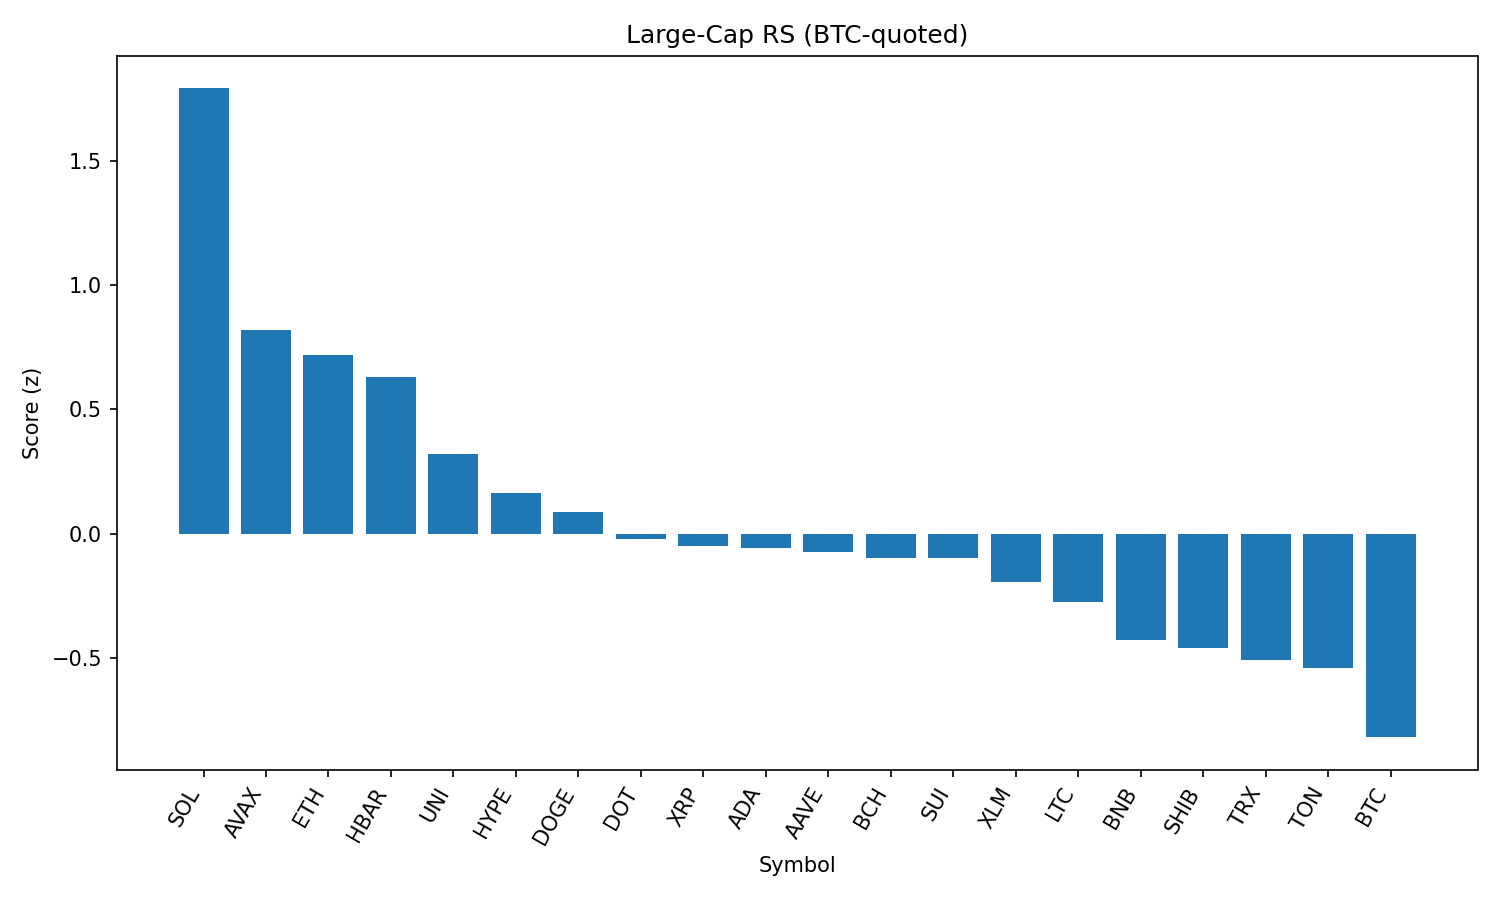 Large-Cap RS (BTC-quoted)
Score (z)
1.5
1.0
0.5
0.0
−0.5
SOL
AVAX
ETH
HBAR
UNI
HYPE
DOGE
DOT
XRP
ADA
AAVE
BCH
SUI
XLM
LTC
BNB
SHIB
TRX
TON
BTC
Symbol